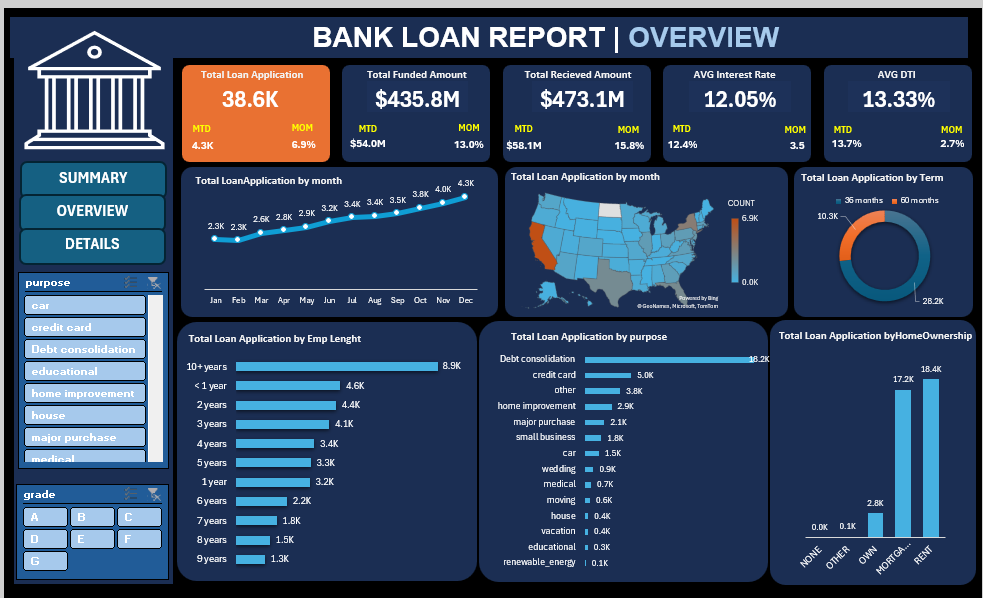 BANK LOAN REPORT | OVERVIEW
Total Loan Application
38.6K
MTD MOM
4.3K 6.9%
Total Funded Amount
$435.8M
MTD MOM
$54.0M 13.0%
Total Recieved Amount
$473.1M
MTD MOM
$58.1M 15.8%
AVG Interest Rate
12.05%
MTD MOM
12.4% 3.5
AVG DTI
13.33%
MTD MOM
13.7% 2.7%
SUMMARY
OVERVIEW
DETAILS
purpose
car
credit card
Debt consolidation
educational
home improvement
house
major purchase
medical
grade
A B C
D E F
G
Total LoanApplication by month
2.3K 2.3K 2.6K 2.8K 2.9K 3.2K 3.4K 3.4K 3.5K 3.8K 4.0K 4.3K
Jan Feb Mar Apr May Jun Jul Aug Sep Oct Nov Dec
Total Loan Application by month
COUNT
6.9K
0.0K
Powered by Bing
© GeoNames, Microsoft, TomTom
Total Loan Application by Term
36 months 60 months
10.3K
28.2K
Total Loan Application by Emp Lenght
10+ years 8.9K
< 1 year 4.6K
2 years 4.4K
3 years 4.1K
4 years 3.4K
5 years 3.3K
1 year 3.2K
6 years 2.2K
7 years 1.8K
8 years 1.5K
9 years 1.3K
Total Loan Application by purpose
Debt consolidation 18.2K
credit card 5.0K
other 3.8K
home improvement 2.9K
major purchase 2.1K
small business 1.8K
car 1.5K
wedding 0.9K
medical 0.7K
moving 0.6K
house 0.4K
vacation 0.4K
educational 0.3K
renewable_energy 0.1K
Total Loan Application byHomeOwnership
0.0K 0.1K 2.8K 17.2K 18.4K
NONE OTHER OWN MORTGA... RENT